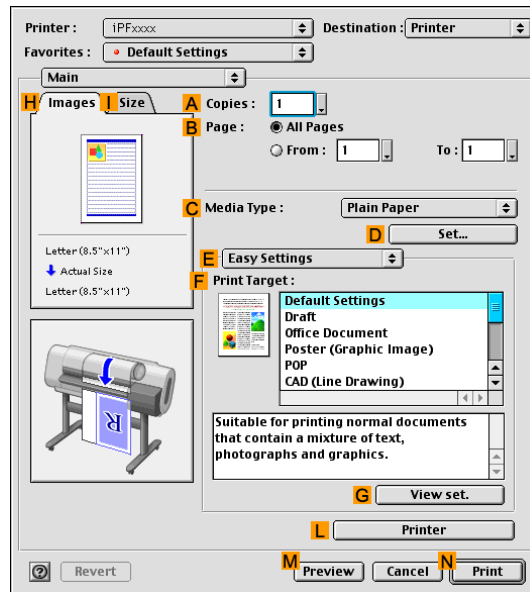 Printer : iPFxxxx Destination : Printer
Favorites : Default Settings
Main
H Images I Size
A Copies : 1
B Page : All Pages
From : 1 To : 1
C Media Type : Plain Paper
D Set...
Letter (8.5"x11")
Actual Size
Letter (8.5"x11")
E Easy Settings
F Print Target :
Default Settings
Draft
Office Document
Poster (Graphic Image)
POP
CAD (Line Drawing)
R
Suitable for printing normal documents
that contain a mixture of text,
photographs and graphics.
G View set.
L Printer
? Revert M Preview Cancel N Print